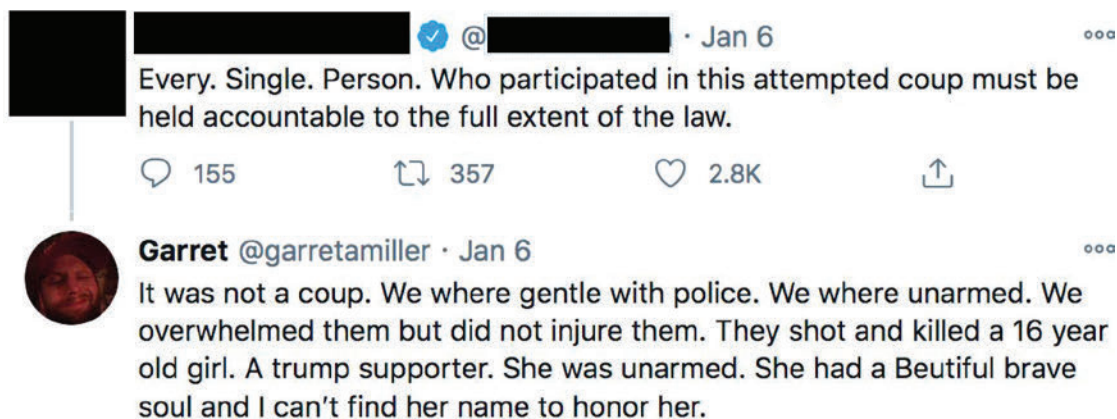 @ · Jan 6
Every. Single. Person. Who participated in this attempted coup must be
held accountable to the full extent of the law.
155 357 2.8K
Garret @garretamiller · Jan 6
It was not a coup. We where gentle with police. We where unarmed. We
overwhelmed them but did not injure them. They shot and killed a 16 year
old girl. A trump supporter. She was unarmed. She had a Beutiful brave
soul and I can't find her name to honor her.